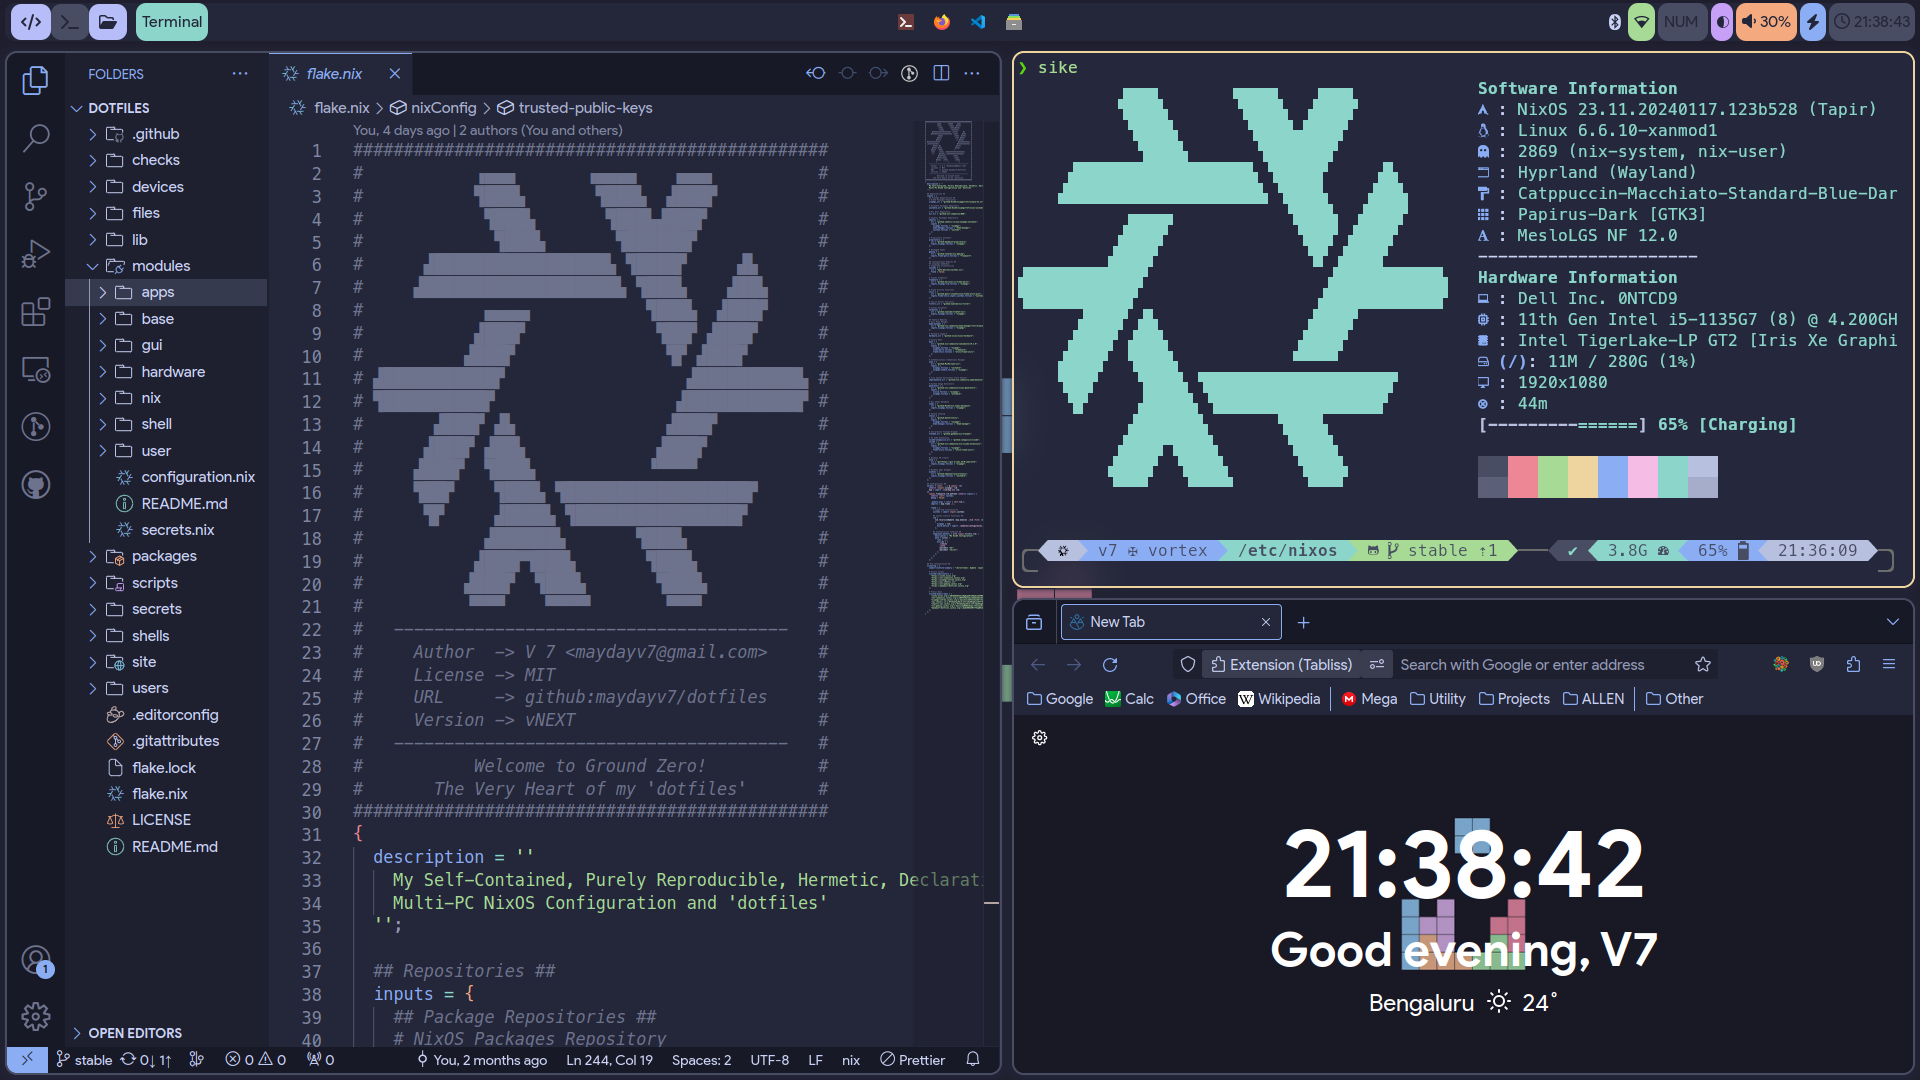 Terminal
NUM
30%
21:38:43
FOLDERS
DOTFILES
.github
checks
devices
files
lib
modules
apps
base
gui
hardware
nix
shell
user
configuration.nix
README.md
secrets.nix
packages
scripts
secrets
shells
site
users
.editorconfig
.gitattributes
flake.lock
flake.nix
LICENSE
README.md
OPEN EDITORS
flake.nix
flake.nix > nixConfig > trusted-public-keys
You, 4 days ago | 2 authors (You and others)
1 ###############################################
2 # #
3 # #
4 # #
5 # #
6 # #
7 # #
8 # #
9 # #
10 # #
11 # #
12 # #
13 # #
14 # #
15 # #
16 # #
17 # #
18 # #
19 # #
20 # #
21 # #
22 # --------------------------------------- #
23 # Author -> V 7 <maydayv7@gmail.com> #
24 # License -> MIT #
25 # URL -> github:maydayv7/dotfiles #
26 # Version -> vNEXT #
27 # --------------------------------------- #
28 # Welcome to Ground Zero! #
29 # The Very Heart of my 'dotfiles' #
30 ###############################################
31 {
32 description = ''
33 My Self-Contained, Purely Reproducible, Hermetic, Declarati
34 Multi-PC NixOS Configuration and 'dotfiles'
35 '';
36
37 ## Repositories ##
38 inputs = {
39 ## Package Repositories ##
40 # NixOS Packages Repository
stable 0↓ 1↑ 0 0 0 You, 2 months ago Ln 244, Col 19 Spaces: 2 UTF-8 LF nix Prettier
❯ sike
Software Information
: NixOS 23.11.20240117.123b528 (Tapir)
: Linux 6.6.10-xanmod1
: 2869 (nix-system, nix-user)
: Hyprland (Wayland)
: Catppuccin-Macchiato-Standard-Blue-Dar
: Papirus-Dark [GTK3]
: MesloLGS NF 12.0
----------------------
Hardware Information
: Dell Inc. 0NTCD9
: 11th Gen Intel i5-1135G7 (8) @ 4.200GH
: Intel TigerLake-LP GT2 [Iris Xe Graphi
(/): 11M / 280G (1%)
: 1920x1080
: 44m
[---------======] 65% [Charging]
v7 ✠ vortex /etc/nixos stable ↑1 ✔ 3.8G 65% 21:36:09
New Tab
Extension (Tabliss) Search with Google or enter address
Google Calc Office Wikipedia Mega Utility Projects ALLEN Other
21:38:42
Good evening, V7
Bengaluru 24°